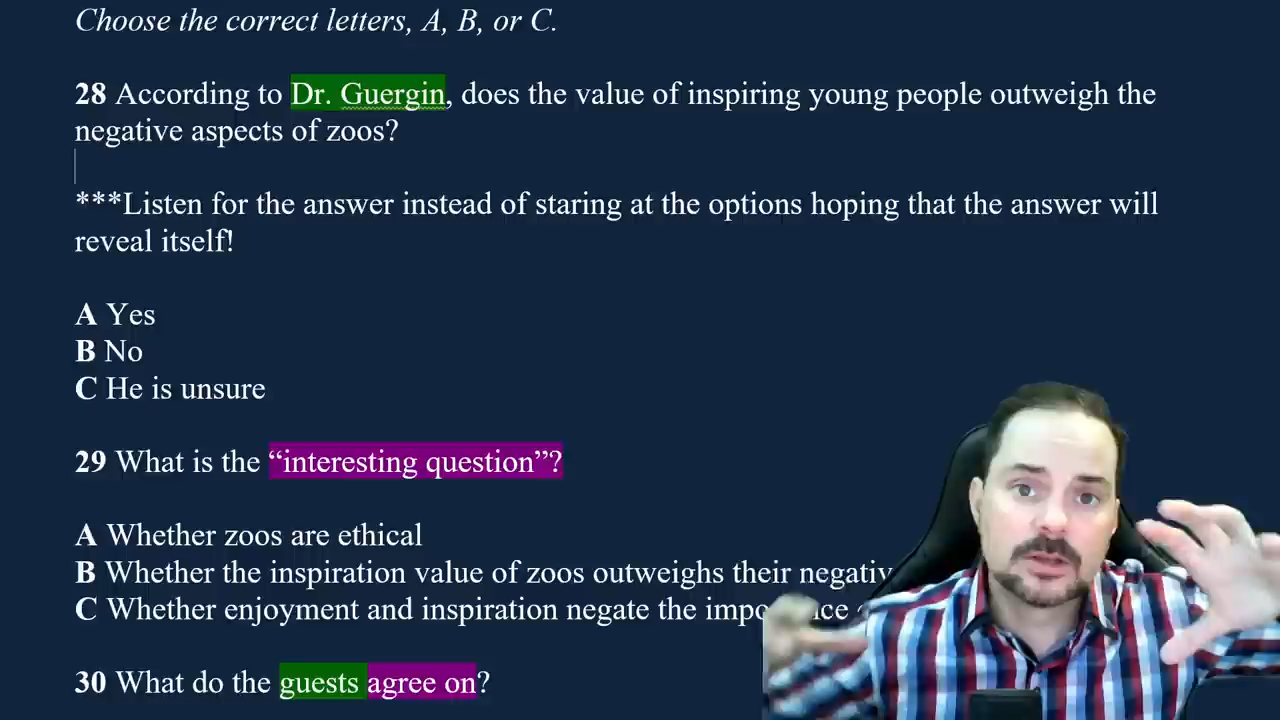 Choose the correct letters, A, B, or C.
28 According to Dr. Guergin, does the value of inspiring young people outweigh the
negative aspects of zoos?
***Listen for the answer instead of staring at the options hoping that the answer will
reveal itself!
A Yes
B No
C He is unsure
29 What is the “interesting question”?
A Whether zoos are ethical
B Whether the inspiration value of zoos outweighs their
C Whether enjoyment and inspiration negate the
30 What do the guests agree on?